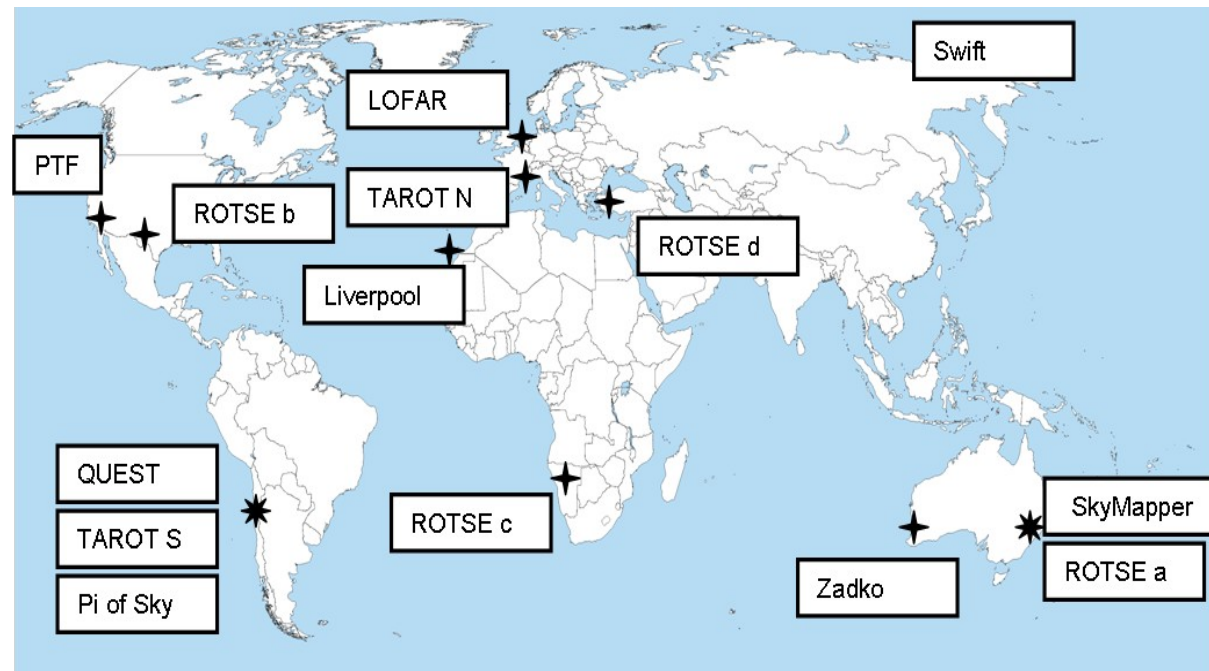 Swift
LOFAR
PTF
ROTSE b
TAROT N
ROTSE d
Liverpool
QUEST
TAROT S
Pi of Sky
ROTSE c
SkyMapper
Zadko
ROTSE a